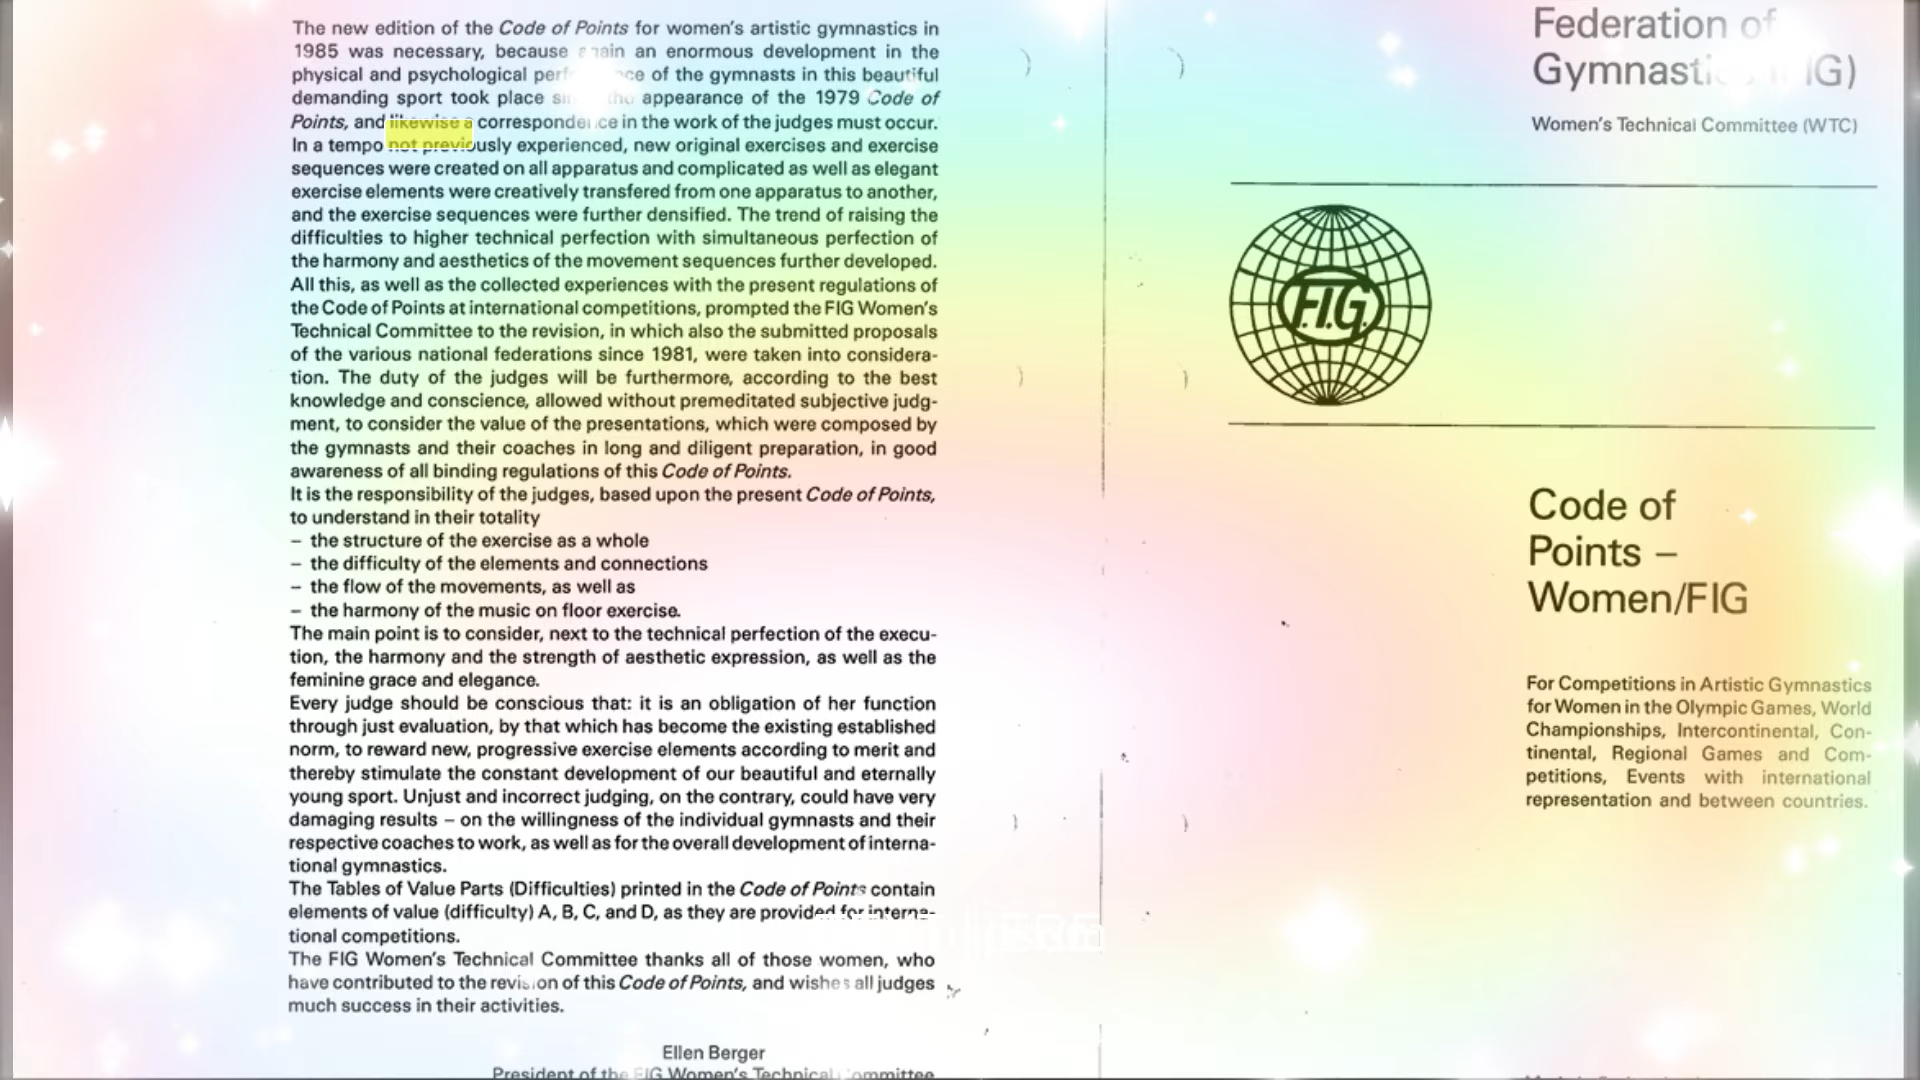 The new edition of the Code of Points for women's artistic gymnastics in
1985 was necessary, because again an enormous development in the
physical and psychological performance of the gymnasts in this beautiful
demanding sport took place since the appearance of the 1979 Code of
Points, and likewise a correspondence in the work of the judges must occur.
In a tempo not previously experienced, new original exercises and exercise
sequences were created on all apparatus and complicated as well as elegant
exercise elements were creatively transfered from one apparatus to another,
and the exercise sequences were further densified. The trend of raising the
difficulties to higher technical perfection with simultaneous perfection of
the harmony and aesthetics of the movement sequences further developed.
All this, as well as the collected experiences with the present regulations of
the Code of Points at international competitions, prompted the FIG Women's
Technical Committee to the revision, in which also the submitted proposals
of the various national federations since 1981, were taken into considera-
tion. The duty of the judges will be furthermore, according to the best
knowledge and conscience, allowed without premeditated subjective judg-
ment, to consider the value of the presentations, which were composed by
the gymnasts and their coaches in long and diligent preparation, in good
awareness of all binding regulations of this Code of Points.
It is the responsibility of the judges, based upon the present Code of Points,
to understand in their totality
– the structure of the exercise as a whole
– the difficulty of the elements and connections
– the flow of the movements, as well as
– the harmony of the music on floor exercise.
The main point is to consider, next to the technical perfection of the execu-
tion, the harmony and the strength of aesthetic expression, as well as the
feminine grace and elegance.
Every judge should be conscious that: it is an obligation of her function
through just evaluation, by that which has become the existing established
norm, to reward new, progressive exercise elements according to merit and
thereby stimulate the constant development of our beautiful and eternally
young sport. Unjust and incorrect judging, on the contrary, could have very
damaging results – on the willingness of the individual gymnasts and their
respective coaches to work, as well as for the overall development of interna-
tional gymnastics.
The Tables of Value Parts (Difficulties) printed in the Code of Points contain
elements of value (difficulty) A, B, C, and D, as they are provided for interna-
tional competitions.
The FIG Women's Technical Committee thanks all of those women, who
have contributed to the revision of this Code of Points, and wishes all judges
much success in their activities.
Ellen Berger
President of the FIG Women's Technical Committee
Federation of
Gymnastics (FIG)
Women's Technical Committee (WTC)
F.I.G.
Code of
Points –
Women/FIG
For Competitions in Artistic Gymnastics
for Women in the Olympic Games, World
Championships, Intercontinental, Con-
tinental, Regional Games and Com-
petitions, Events with international
representation and between countries.